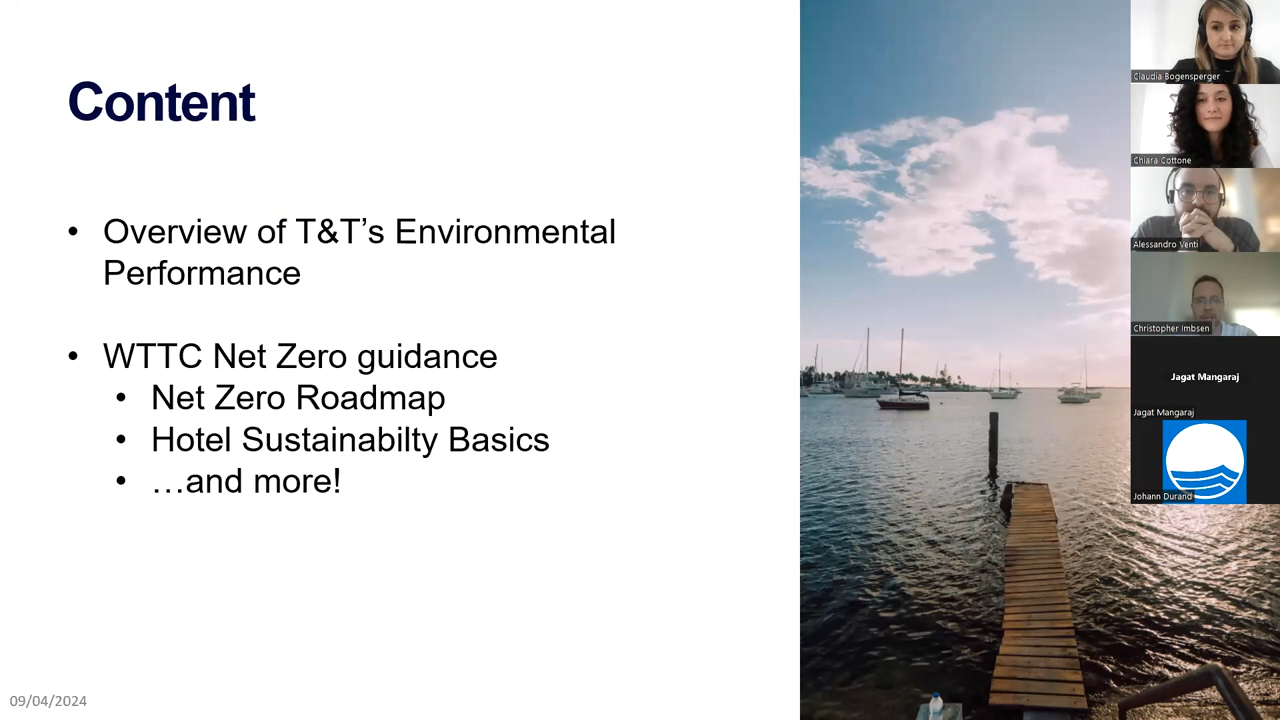 Content
• Overview of T&T’s Environmental
Performance
• WTTC Net Zero guidance
• Net Zero Roadmap
• Hotel Sustainabilty Basics
• …and more!
09/04/2024
Claudia Bogensperger
Chiara Cottone
Alessandro Venti
Christopher Imbsen
Jagat Mangaraj
Jagat Mangaraj
Johann Durand